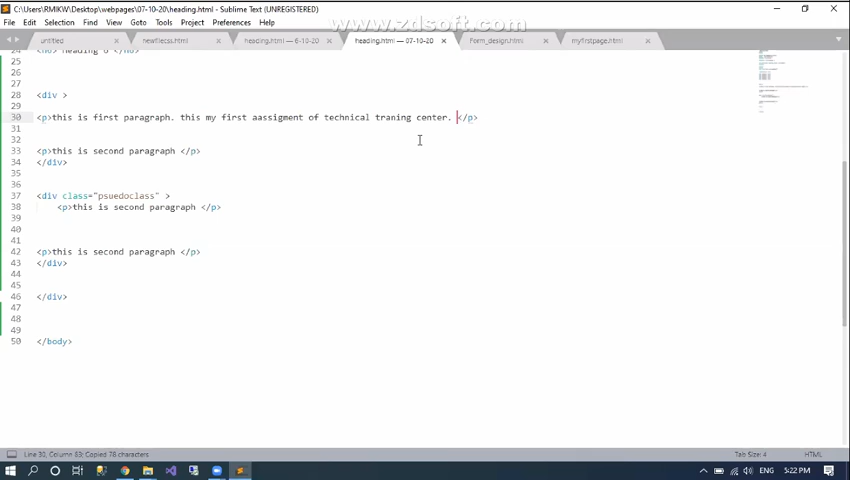 C:\Users\RMIKW\Desktop\webpages\07-10-20\heading.html - Sublime Text (UNREGISTERED)
www.zdsoft.com
File Edit Selection Find View Goto Tools Project Preferences Help
untitled
newfilecss.html
heading.html — 6-10-20
heading.html — 07-10-20
Form_design.html
myfirstpage.html
24 <h6> heading 6 </h6>
25
26
27
28 <div >
29
30 <p>this is first paragraph. this my first aassigment of technical traning center. </p>
31
32
33 <p>this is second paragraph </p>
34 </div>
35
36
37 <div class="psuedoclass" >
38 <p>this is second paragraph </p>
39
40
41
42 <p>this is second paragraph </p>
43 </div>
44
45
46 </div>
47
48
49
50 </body>
Line 30, Column 83; Copied 78 characters
Tab Size: 4
HTML
ENG
5:22 PM